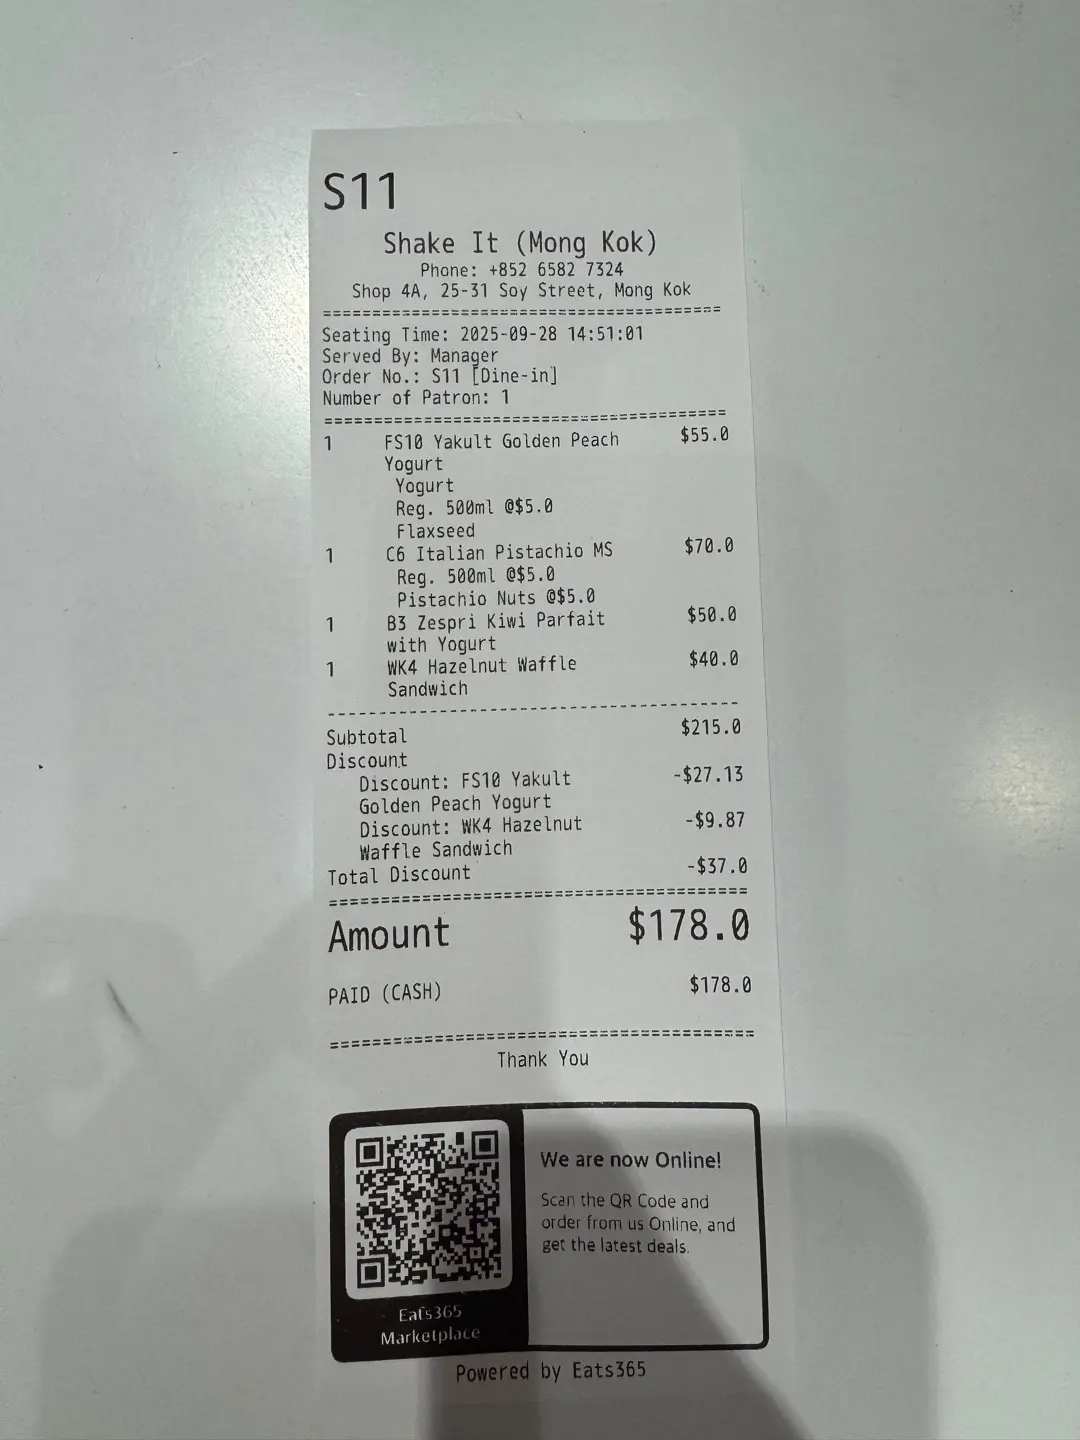 S11
Shake It (Mong Kok)
Phone: +852 6582 7324
Shop 4A, 25-31 Soy Street, Mong Kok
========================================
Seating Time: 2025-09-28 14:51:01
Served By: Manager
Order No.: S11 [Dine-in]
Number of Patron: 1
========================================
1 FS10 Yakult Golden Peach $55.0
Yogurt
Yogurt
Reg. 500ml @$5.0
Flaxseed
1 C6 Italian Pistachio MS $70.0
Reg. 500ml @$5.0
Pistachio Nuts @$5.0
1 B3 Zespri Kiwi Parfait $50.0
with Yogurt
1 WK4 Hazelnut Waffle $40.0
Sandwich
----------------------------------------
Subtotal $215.0
Discount
Discount: FS10 Yakult -$27.13
Golden Peach Yogurt
Discount: WK4 Hazelnut -$9.87
Waffle Sandwich
Total Discount -$37.0
========================================
Amount $178.0
PAID (CASH) $178.0
========================================
Thank You
We are now Online!
Scan the QR Code and
order from us Online, and
get the latest deals.
Eats365
Marketplace
Powered by Eats365